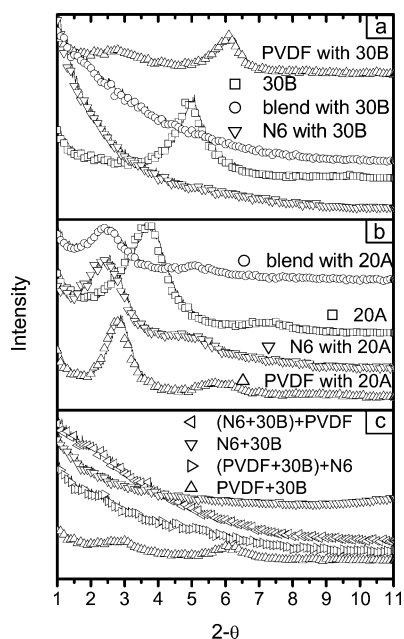 a
PVDF with 30B
30B
blend with 30B
N6 with 30B
b
blend with 20A
20A
N6 with 20A
PVDF with 20A
c
(N6+30B)+PVDF
N6+30B
(PVDF+30B)+N6
PVDF+30B
Intensity
1 2 3 4 5 6 7 8 9 10 11
2-θ